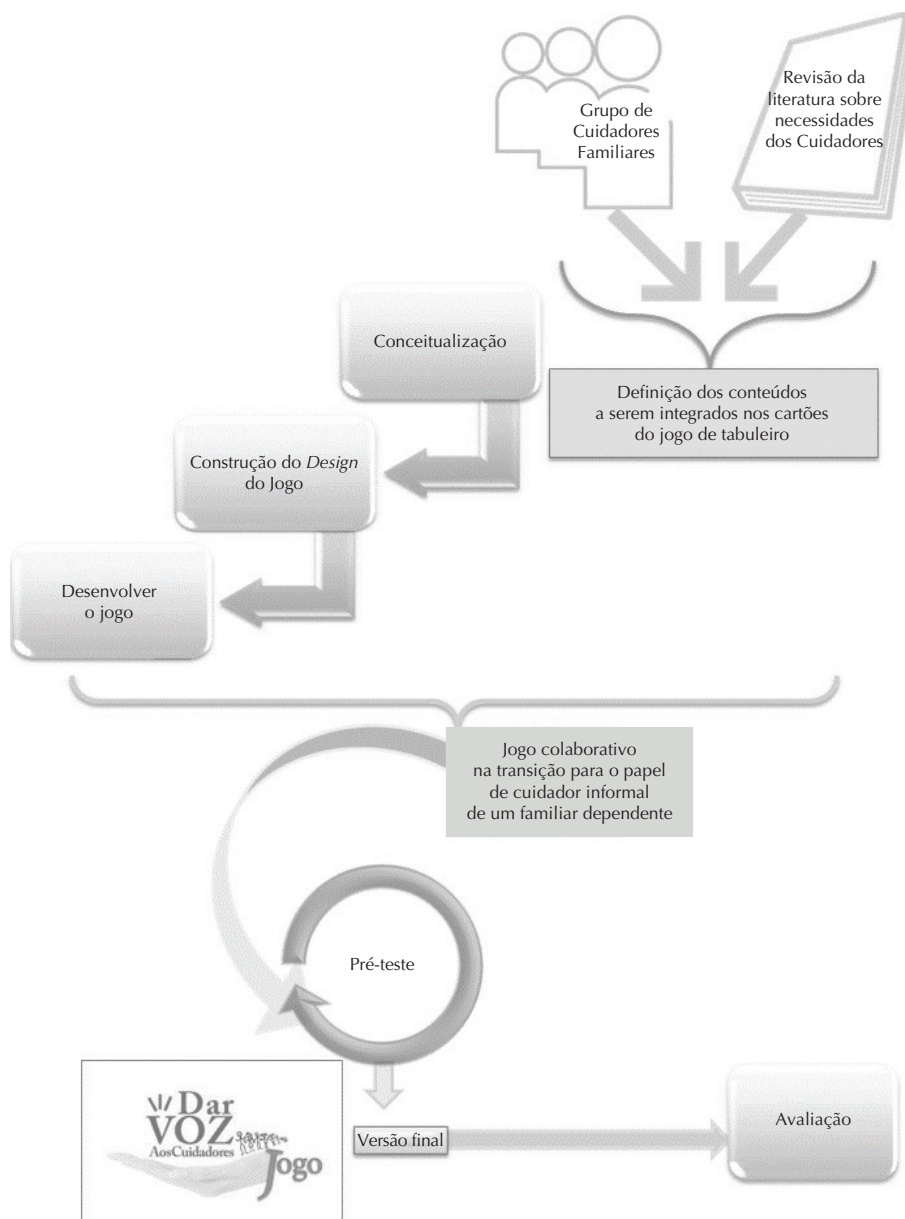 Grupo de
Cuidadores
Familiares
Revisão da
literatura sobre
necessidades
dos Cuidadores
Conceitualização
Definição dos conteúdos
a serem integrados nos cartões
do jogo de tabuleiro
Construção do Design
do Jogo
Desenvolver
o jogo
Jogo colaborativo
na transição para o papel
de cuidador informal
de um familiar dependente
Pré-teste
Dar
VOZ
AosCuidadores
Jogo
Versão final
Avaliação